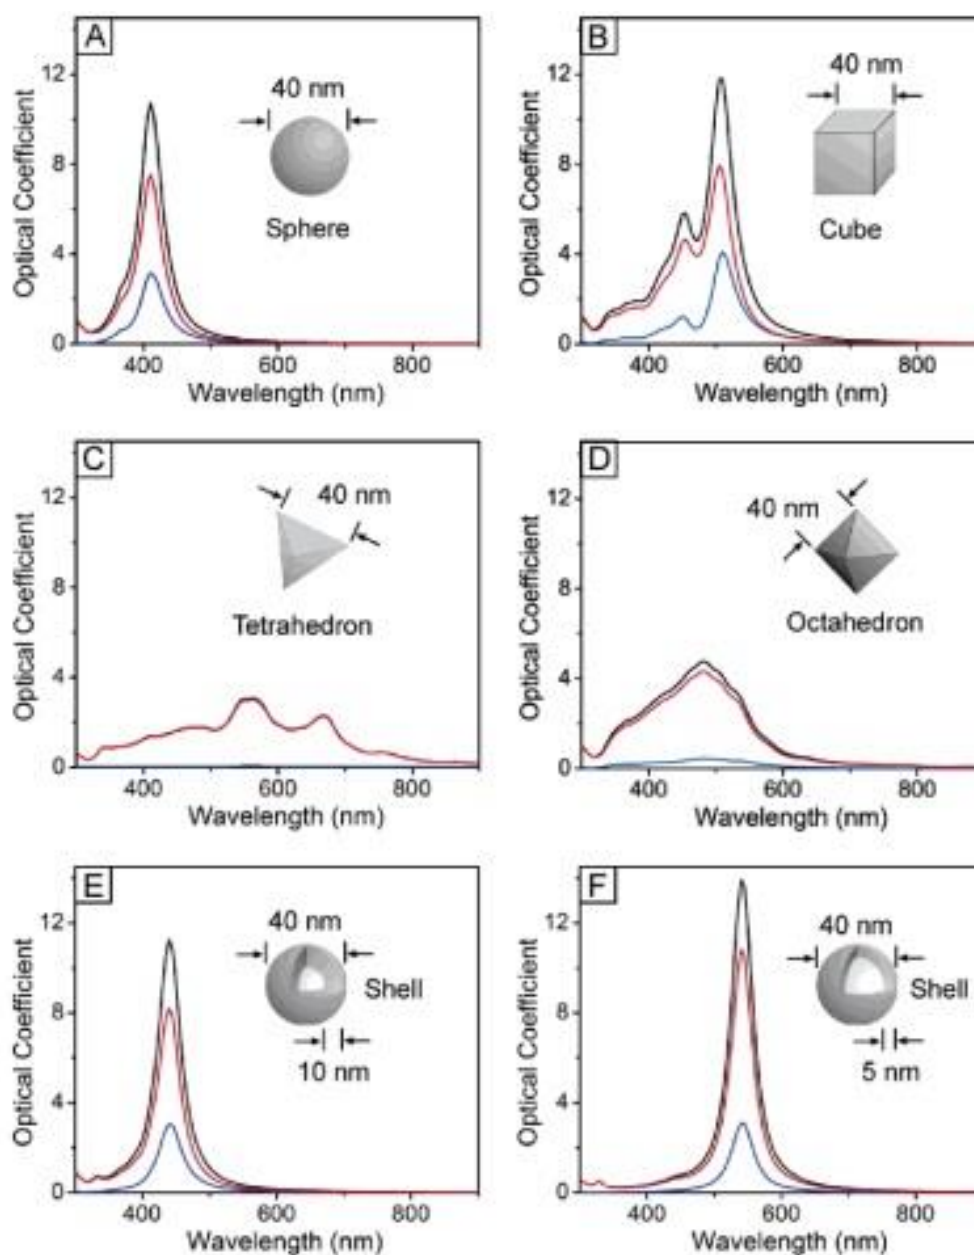 A
Optical Coefficient
12
8
4
0
40 nm
Sphere
400 600 800
Wavelength (nm)
B
Optical Coefficient
12
8
4
0
40 nm
Cube
400 600 800
Wavelength (nm)
C
Optical Coefficient
12
8
4
0
40 nm
Tetrahedron
400 600 800
Wavelength (nm)
D
Optical Coefficient
12
8
4
0
40 nm
Octahedron
400 600 800
Wavelength (nm)
E
Optical Coefficient
12
8
4
0
40 nm
Shell
10 nm
400 600 800
Wavelength (nm)
F
Optical Coefficient
12
8
4
0
40 nm
Shell
5 nm
400 600 800
Wavelength (nm)